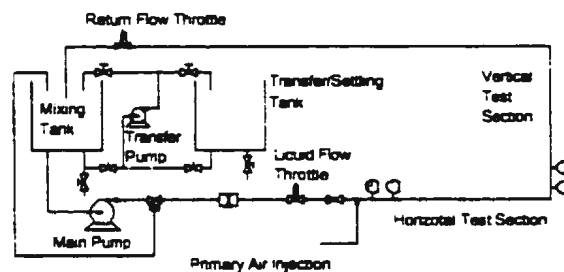 Return Flow Throttle
Mixing
Tank
Transfer/Settling
Tank
Vertical
Test
Section
Transfer
Pump
Liquid Flow
Throttle
Main Pump
Horizotal Test Section
Primary Air Injection